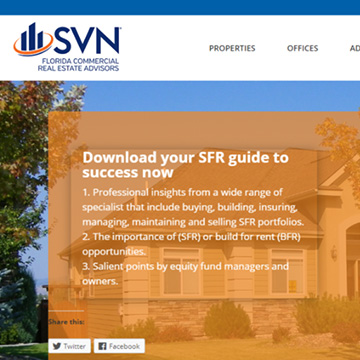 SVN®
FLORIDA COMMERCIAL
REAL ESTATE ADVISORS
PROPERTIES OFFICES AD
Download your SFR guide to
success now
1. Professional insights from a wide range of
specialist that include buying, building, insuring,
managing, maintaining and selling SFR portfolios.
2. The importance of (SFR) or build for rent (BFR)
opportunities.
3. Salient points by equity fund managers and
owners.
Share this:
Twitter Facebook